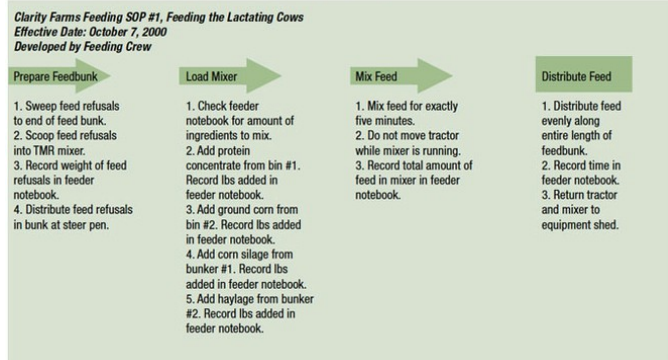 Clarity Farms Feeding SOP #1, Feeding the Lactating Cows
Effective Date: October 7, 2000
Developed by Feeding Crew
Prepare Feedbunk
1. Sweep feed refusals
to end of feed bunk.
2. Scoop feed refusals
into TMR mixer.
3. Record weight of feed
refusals in feeder
notebook.
4. Distribute feed refusals
in bunk at steer pen.
Load Mixer
1. Check feeder
notebook for amount of
ingredients to mix.
2. Add protein
concentrate from bin #1.
Record lbs added in
feeder notebook.
3. Add ground corn from
bin #2. Record lbs added
in feeder notebook.
4. Add corn silage from
bunker #1. Record lbs
added in feeder notebook.
5. Add haylage from bunker
#2. Record lbs added in
feeder notebook.
Mix Feed
1. Mix feed for exactly
five minutes.
2. Do not move tractor
while mixer is running.
3. Record total amount of
feed in mixer in feeder
notebook.
Distribute Feed
1. Distribute feed
evenly along
entire length of
feedbunk.
2. Record time in
feeder notebook.
3. Return tractor
and mixer to
equipment shed.